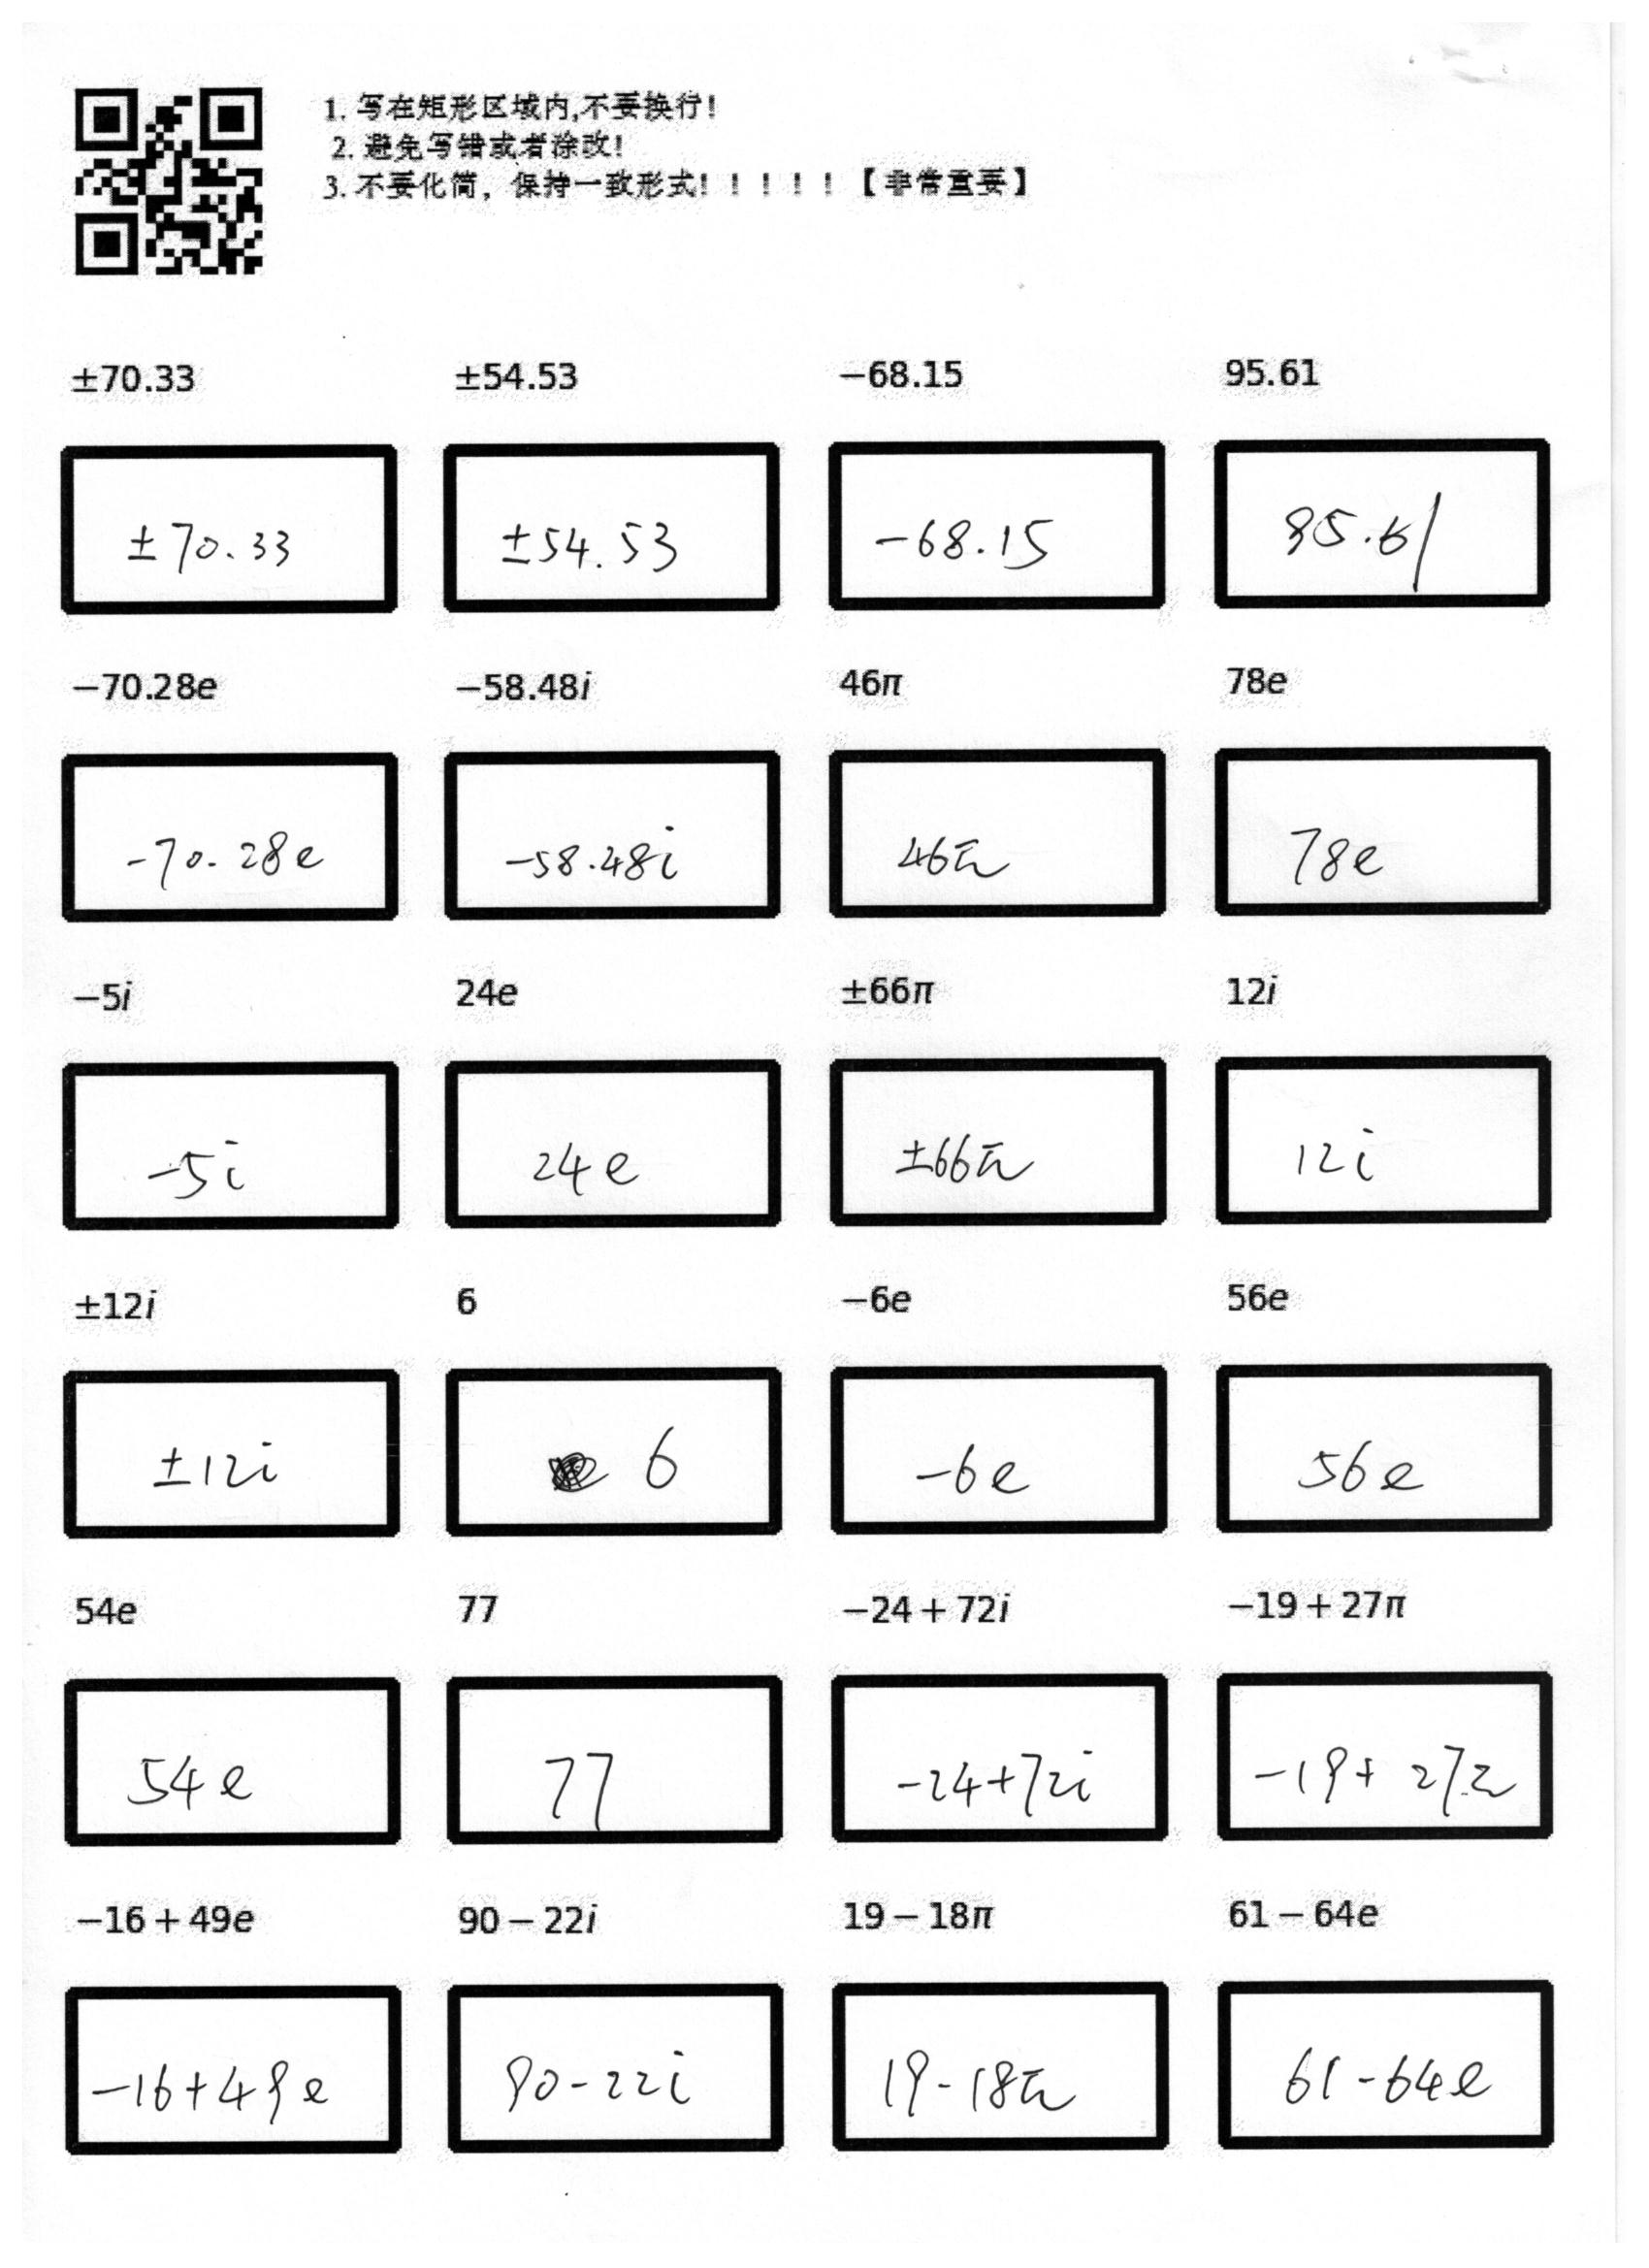 1. 写在矩形区域内,不要换行!
2. 避免写错或者涂改!
3. 不要化简, 保持一致形式! ! ! ! ! 【非常重要】
±70.33 ±54.53 −68.15 95.61
±70.33 ±54.53 -68.15 95.61
−70.28e −58.48i 46π 78e
-70.28e -58.48i 46π 78e
−5i 24e ±66π 12i
-5i 24e ±66π 12i
±12i 6 −6e 56e
±12i 6 -6e 56e
54e 77 −24 + 72i −19 + 27π
54e 77 -24+72i -19+27π
−16 + 49e 90 − 22i 19 − 18π 61 − 64e
-16+49e 90-22i 19-18π 61-64e